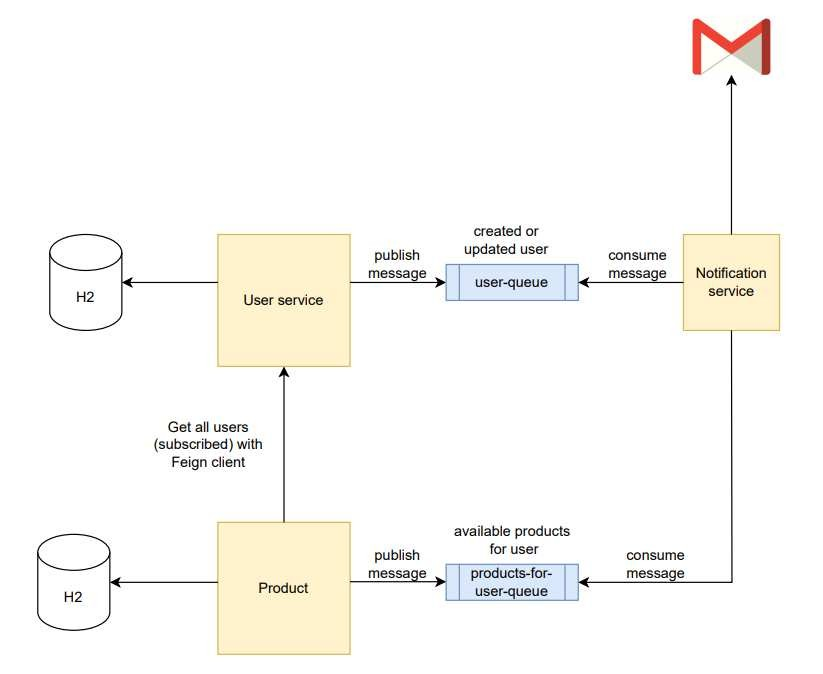 created or
updated user
publish
message
consume
message
H2
User service
user-queue
Notification
service
Get all users
(subscribed) with
Feign client
available products
for user
publish
message
consume
message
H2
Product
products-for-
user-queue